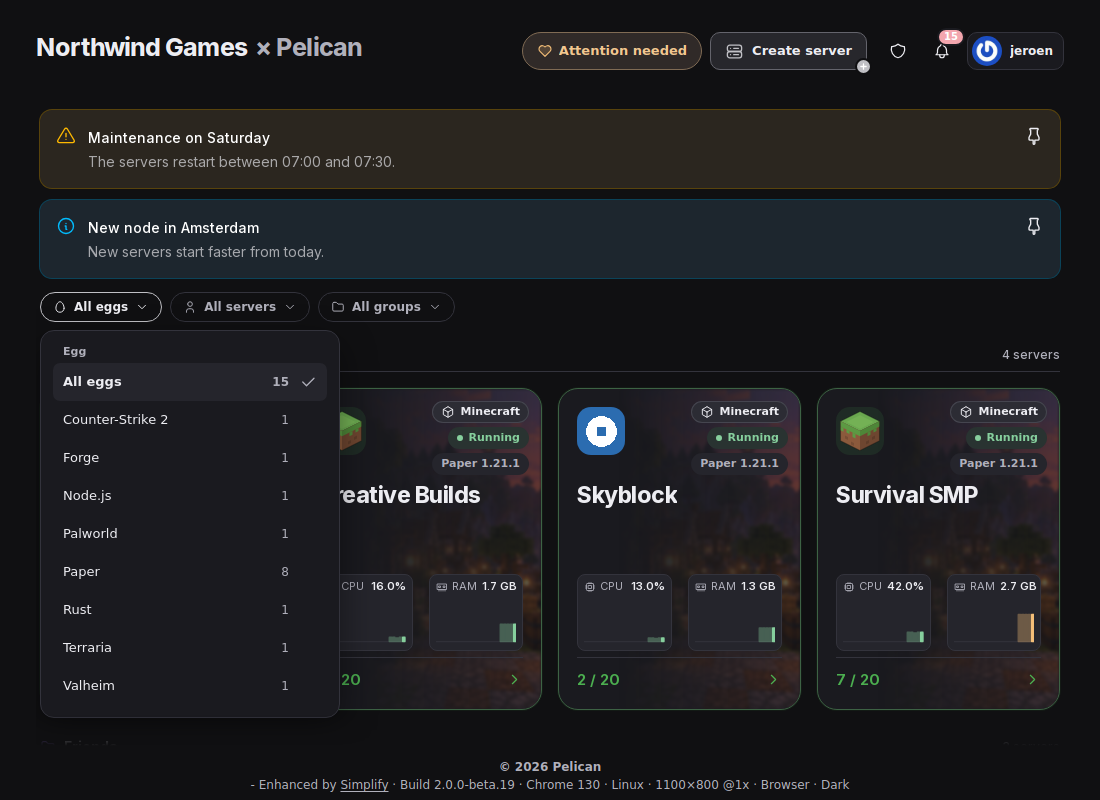 Northwind Games × Pelican
Attention needed
Create server
15
jeroen
Maintenance on Saturday
The servers restart between 07:00 and 07:30.
New node in Amsterdam
New servers start faster from today.
All eggs
All servers
All groups
4 servers
Egg
All eggs 15
Counter-Strike 2 1
Forge 1
Node.js 1
Palworld 1
Paper 8
Rust 1
Terraria 1
Valheim 1
Minecraft
Running
Paper 1.21.1
reative Builds
CPU 16.0%
RAM 1.7 GB
20
Minecraft
Running
Paper 1.21.1
Skyblock
CPU 13.0%
RAM 1.3 GB
2 / 20
Minecraft
Running
Paper 1.21.1
Survival SMP
CPU 42.0%
RAM 2.7 GB
7 / 20
Friends
© 2026 Pelican
- Enhanced by Simplify · Build 2.0.0-beta.19 · Chrome 130 · Linux · 1100×800 @1x · Browser · Dark